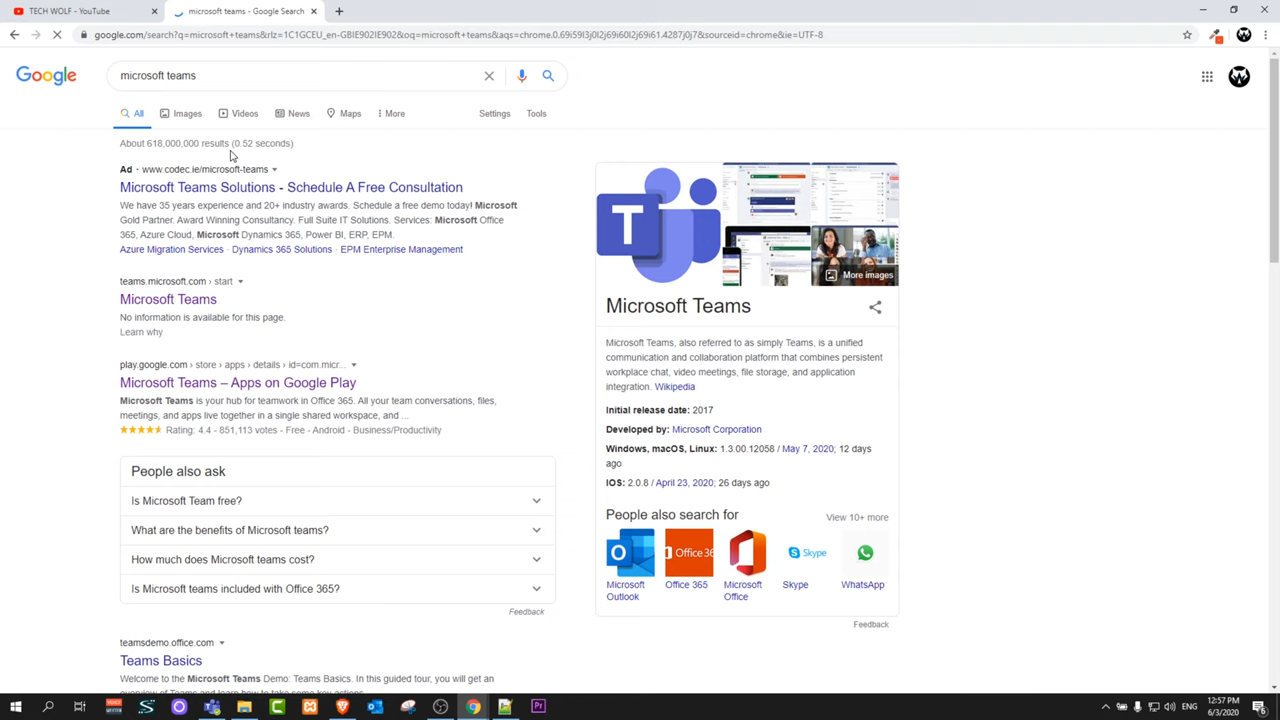 TECH WOLF - YouTube
microsoft teams - Google Search
google.com/search?q=microsoft+teams&rlz=1C1GCEU_en-GBIE902IE902&oq=microsoft+teams&aqs=chrome.0.69i59l3j0l2j69i60l2j69i61.4287j0j7&sourceid=chrome&ie=UTF-8
Google
microsoft teams
All Images Videos News Maps More Settings Tools
About 618,000,000 results (0.52 seconds)
Ad · www.codec.ie/microsoft-teams
Microsoft Teams Solutions - Schedule A Free Consultation
We have 35 years experience and 20+ industry awards. Schedule a free demo today! Microsoft
Gold Partner, Award Winning Consultancy, Full Suite IT Solutions. Services: Microsoft Office
365, Azure Cloud, Microsoft Dynamics 365, Power BI, ERP, EPM.
Azure Migration Services · Dynamics 365 Solutions · EPM Enterprise Management
teams.microsoft.com › start
Microsoft Teams
No information is available for this page.
Learn why
play.google.com › store › apps › details › id=com.micr...
Microsoft Teams – Apps on Google Play
Microsoft Teams is your hub for teamwork in Office 365. All your team conversations, files,
meetings, and apps live together in a single shared workspace, and ...
Rating: 4.4 - 851,113 votes - Free - Android - Business/Productivity
People also ask
Is Microsoft Team free?
What are the benefits of Microsoft teams?
How much does Microsoft teams cost?
Is Microsoft teams included with Office 365?
Feedback
teamsdemo.office.com
Teams Basics
Welcome to the Microsoft Teams Demo: Teams Basics. In this guided tour, you will get an
overview of Teams and learn how to take some key actions.
T
More images
Microsoft Teams
Microsoft Teams, also referred to as simply Teams, is a unified
communication and collaboration platform that combines persistent
workplace chat, video meetings, file storage, and application
integration. Wikipedia
Initial release date: 2017
Developed by: Microsoft Corporation
Windows, macOS, Linux: 1.3.00.12058 / May 7, 2020; 12 days
ago
IOS: 2.0.8 / April 23, 2020; 26 days ago
People also search for
View 10+ more
Office 36
Skype
Microsoft Outlook
Office 365
Microsoft Office
Skype
WhatsApp
Feedback
12:57 PM
6/3/2020